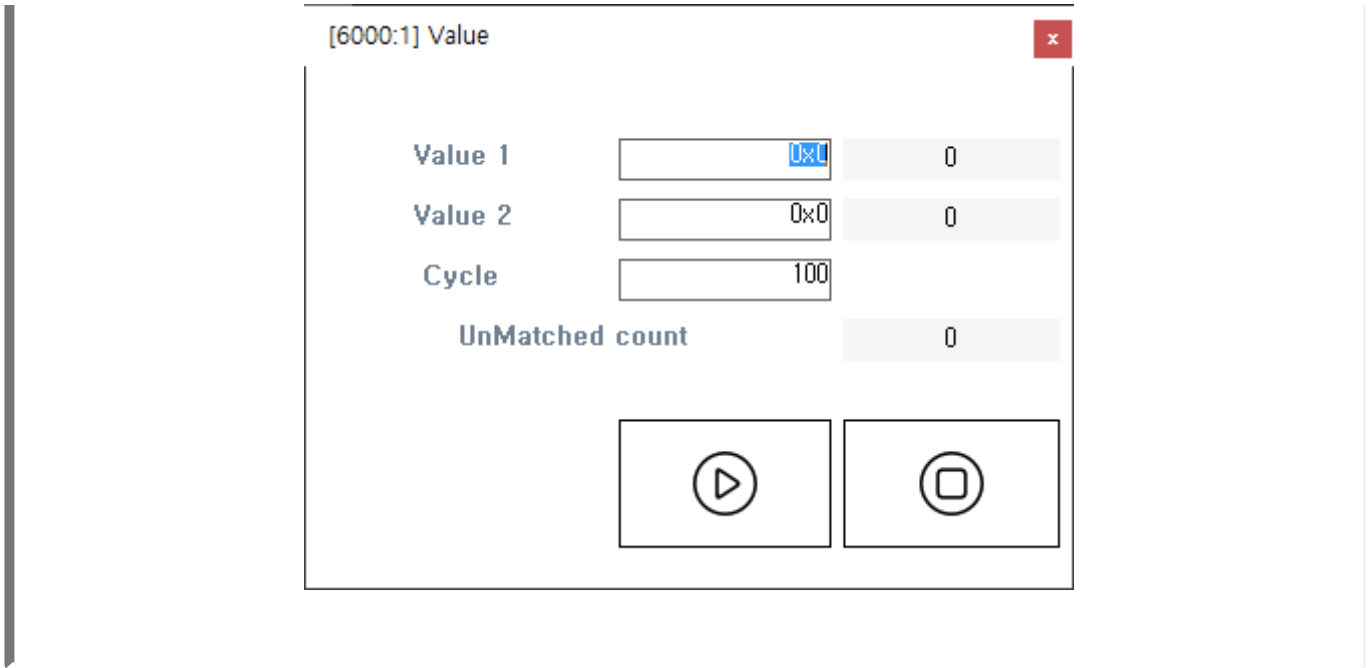 [6000:1] Value
x
Value 1 0x0 0
Value 2 0x0 0
Cycle 100
UnMatched count 0